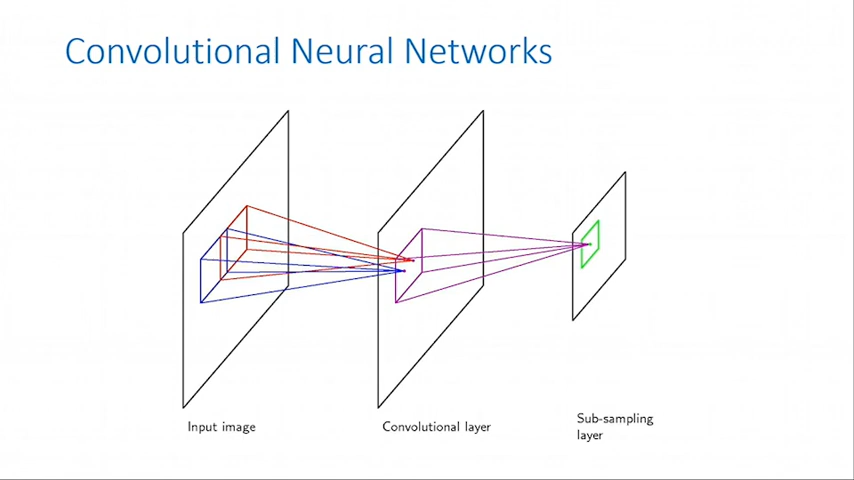 Convolutional Neural Networks
Input image
Convolutional layer
Sub-sampling
layer